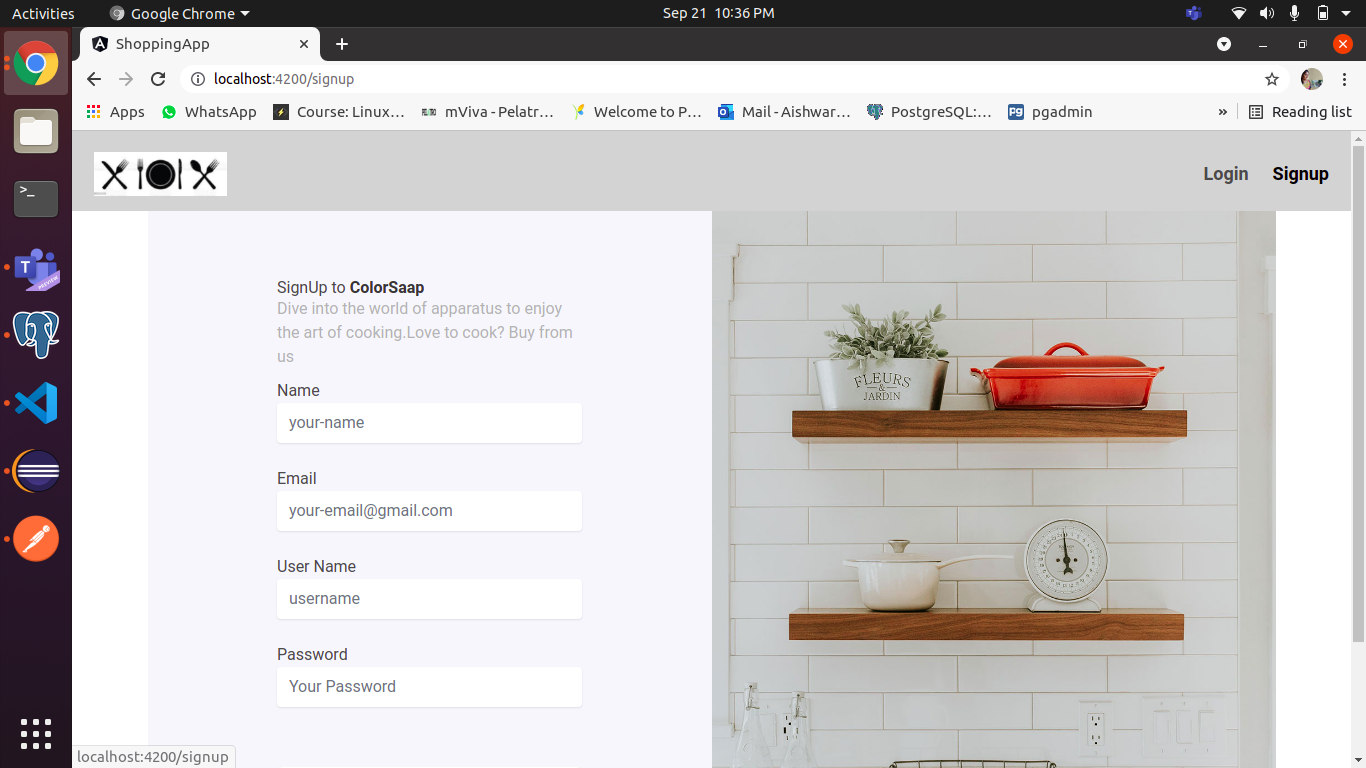 Activities
Google Chrome
Sep 21 10:36 PM
ShoppingApp
localhost:4200/signup
Apps
WhatsApp
Course: Linux…
mViva - Pelatr…
Welcome to P…
Mail - Aishwar…
PostgreSQL:…
pgadmin
»
Reading list
Login
Signup
SignUp to ColorSaap
Dive into the world of apparatus to enjoy
the art of cooking.Love to cook? Buy from
us
Name
your-name
Email
your-email@gmail.com
User Name
username
Password
Your Password
FLEURS
&
JARDIN
localhost:4200/signup